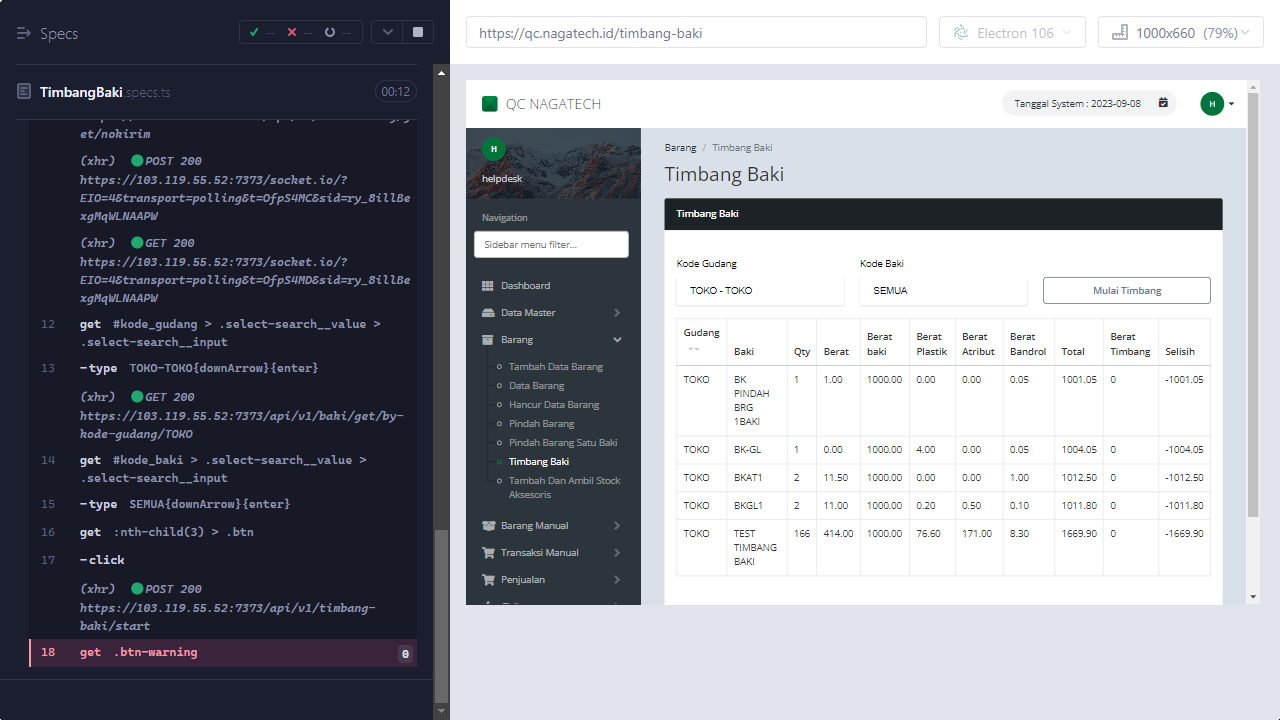 Specs
--
--
--
TimbangBaki.specs.ts
00:12
et/nokirim
(xhr) POST 200
https://103.119.55.52:7373/socket.io/?
EIO=4&transport=polling&t=OfpS4MC&sid=ry_8illBe
xgMqWLNAAPW
(xhr) GET 200
https://103.119.55.52:7373/socket.io/?
EIO=4&transport=polling&t=OfpS4MD&sid=ry_8illBe
xgMqWLNAAPW
12 get #kode_gudang > .select-search__value >
.select-search__input
13 -type TOKO-TOKO{downArrow}{enter}
(xhr) GET 200
https://103.119.55.52:7373/api/v1/baki/get/by-
kode-gudang/TOKO
14 get #kode_baki > .select-search__value >
.select-search__input
15 -type SEMUA{downArrow}{enter}
16 get :nth-child(3) > .btn
17 -click
(xhr) POST 200
https://103.119.55.52:7373/api/v1/timbang-
baki/start
18 get .btn-warning 0
https://qc.nagatech.id/timbang-baki
Electron 106
1000x660 (79%)
QC NAGATECH
Tanggal System : 2023-09-08
H
H
helpdesk
Navigation
Sidebar menu filter...
Dashboard
Data Master
Barang
Tambah Data Barang
Data Barang
Hancur Data Barang
Pindah Barang
Pindah Barang Satu Baki
Timbang Baki
Tambah Dan Ambil Stock
Aksesoris
Barang Manual
Transaksi Manual
Penjualan
Barang / Timbang Baki
Timbang Baki
Timbang Baki
Kode Gudang
Kode Baki
TOKO - TOKO
SEMUA
Mulai Timbang
Gudang Baki Qty Berat Berat baki Berat Plastik Berat Atribut Berat Bandrol Total Berat Timbang Selisih
TOKO BK PINDAH BRG 1BAKI 1 1.00 1000.00 0.00 0.00 0.05 1001.05 0 -1001.05
TOKO BK-GL 1 0.00 1000.00 4.00 0.00 0.05 1004.05 0 -1004.05
TOKO BKAT1 2 11.50 1000.00 0.00 0.00 1.00 1012.50 0 -1012.50
TOKO BKGL1 2 11.00 1000.00 0.20 0.50 0.10 1011.80 0 -1011.80
TOKO TEST TIMBANG BAKI 166 414.00 1000.00 76.60 171.00 8.30 1669.90 0 -1669.90